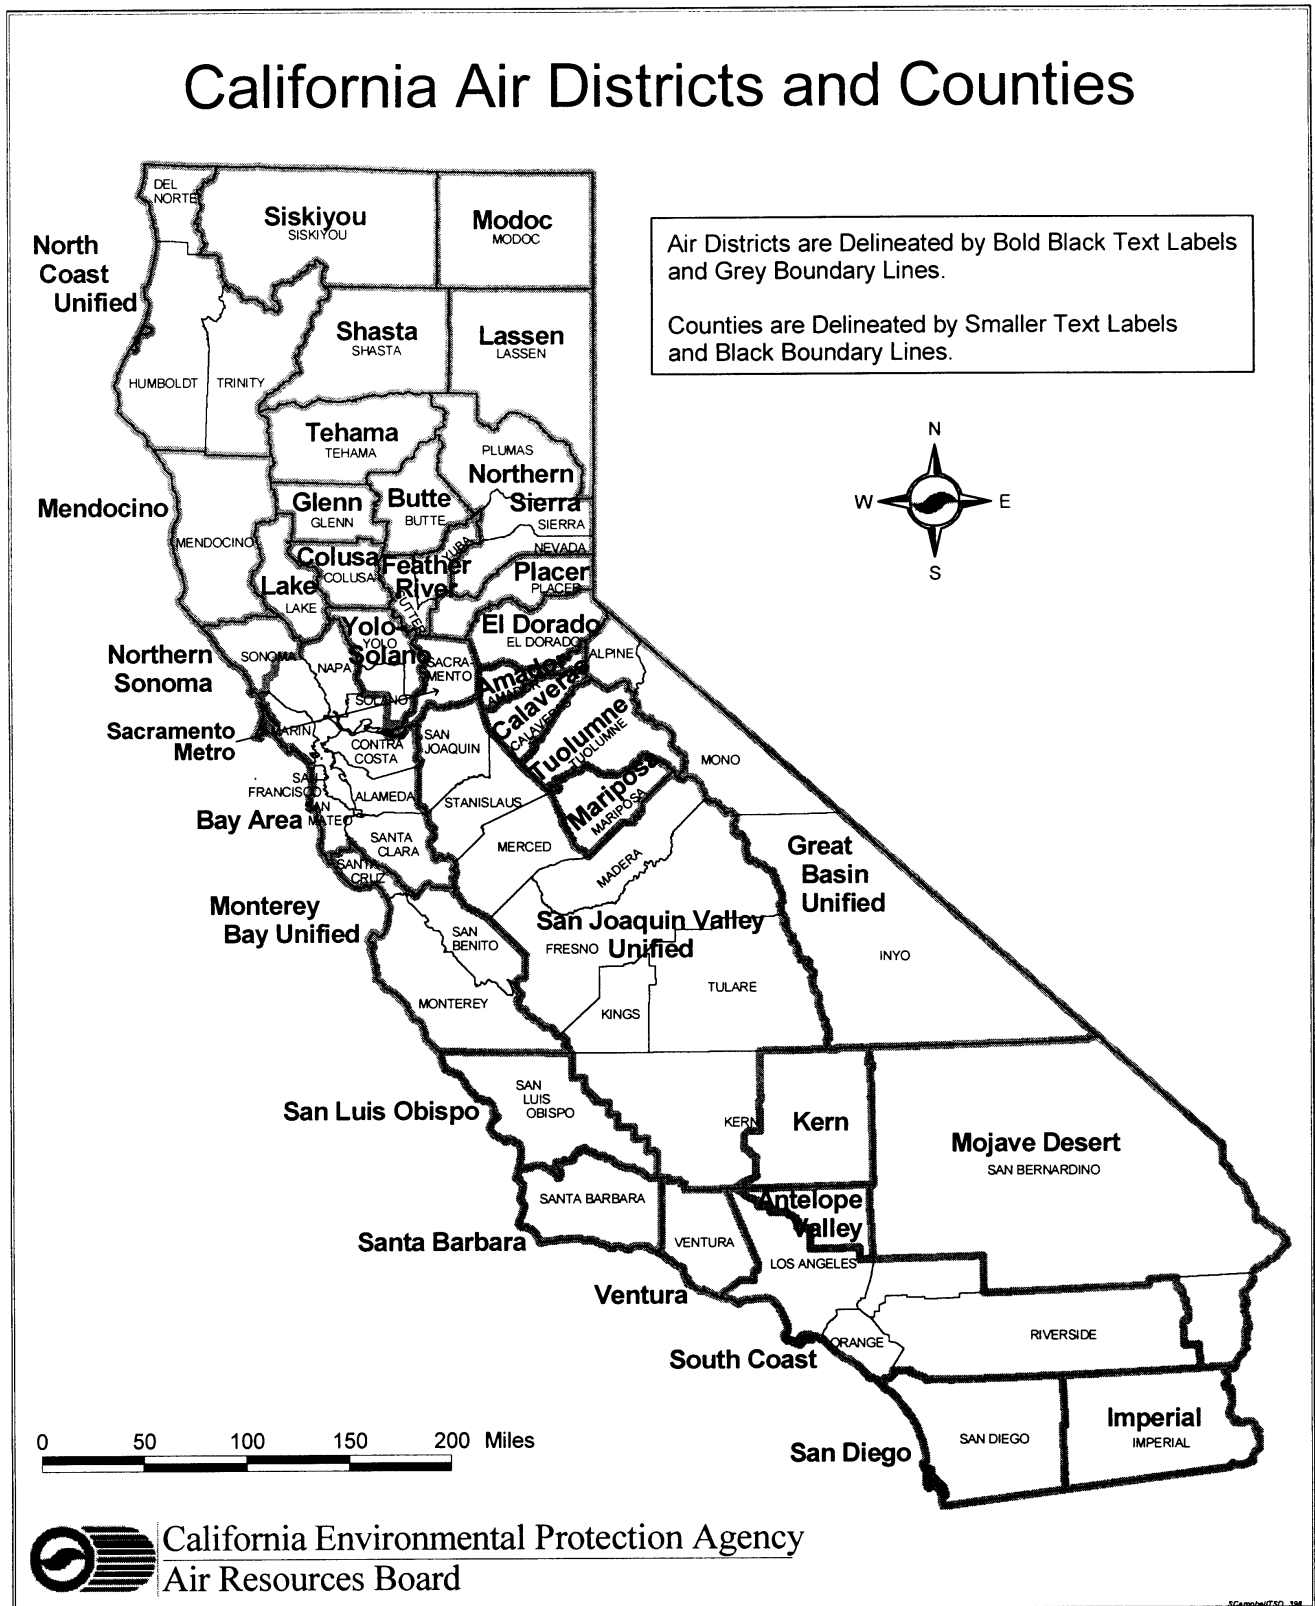 California Air Districts and Counties
Air Districts are Delineated by Bold Black Text Labels
and Grey Boundary Lines.
Counties are Delineated by Smaller Text Labels
and Black Boundary Lines.
N
W
E
S
DEL
NORTE
Siskiyou
SISKIYOU
Modoc
MODOC
North
Coast
Unified
Shasta
SHASTA
Lassen
LASSEN
HUMBOLDT
TRINITY
Tehama
TEHAMA
PLUMAS
Northern
Sierra
SIERRA
Mendocino
MENDOCINO
Glenn
GLENN
Butte
BUTTE
YUBA
NEVADA
Colusa
COLUSA
Feather
River
SUTTER
Placer
PLACER
Lake
LAKE
Yolo-
Solano
YOLO
El Dorado
EL DORADO
ALPINE
Northern
Sonoma
SONOMA
NAPA
SACRA-
MENTO
SOLANO
Amador
AMADOR
Calaveras
CALAVERAS
Tuolumne
TUOLUMNE
Sacramento
Metro
MARIN
CONTRA
COSTA
SAN
JOAQUIN
MONO
Mariposa
MARIPOSA
SAN
FRANCISCO
SAN
MATEO
ALAMEDA
STANISLAUS
Bay Area
SANTA
CLARA
MERCED
MADERA
Great
Basin
Unified
SANTA
CRUZ
Monterey
Bay Unified
SAN
BENITO
San Joaquin Valley
Unified
FRESNO
INYO
MONTEREY
KINGS
TULARE
San Luis Obispo
SAN
LUIS
OBISPO
KERN
Kern
Mojave Desert
SAN BERNARDINO
SANTA BARBARA
Santa Barbara
Antelope
Valley
VENTURA
LOS ANGELES
Ventura
ORANGE
RIVERSIDE
South Coast
San Diego
SAN DIEGO
Imperial
IMPERIAL
0 50 100 150 200 Miles
California Environmental Protection Agency
Air Resources Board
SCampbell/TSD 398